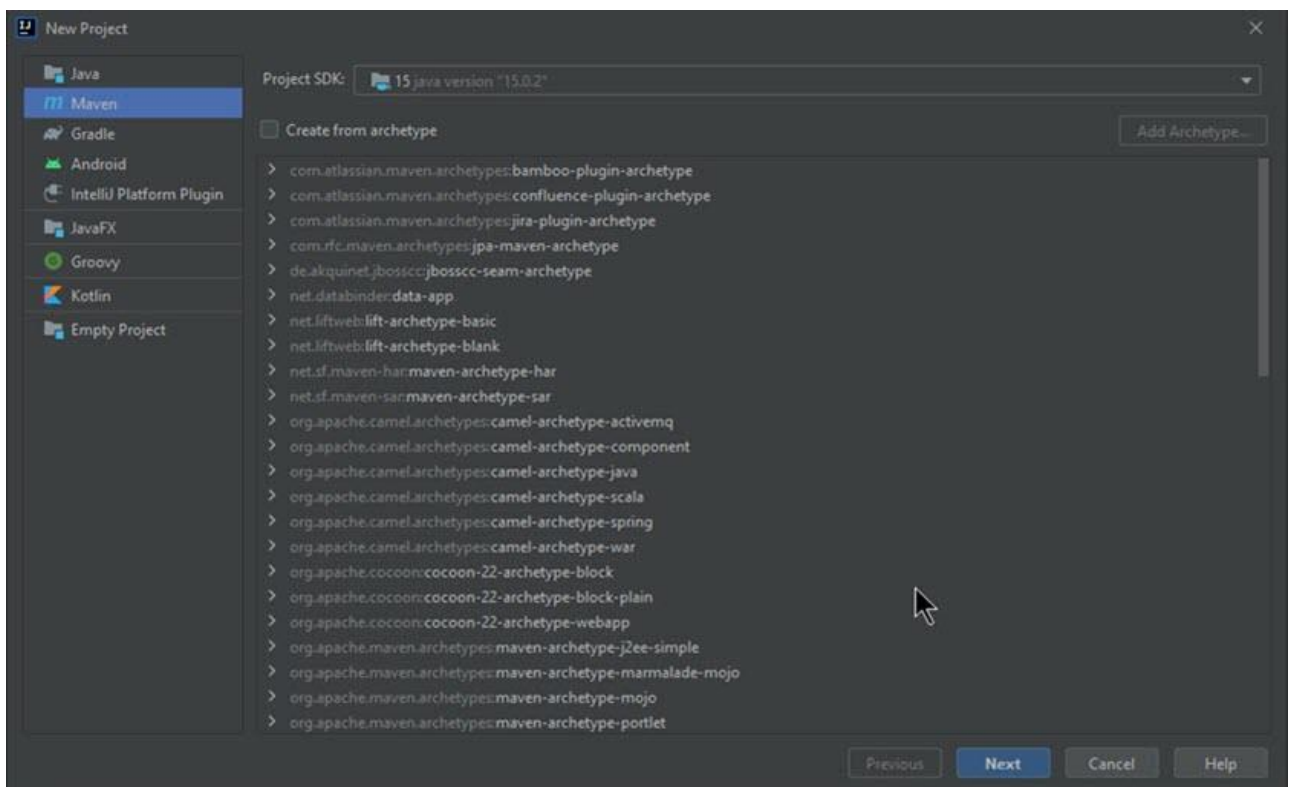 New Project
Java
Maven
Gradle
Android
IntelliJ Platform Plugin
JavaFX
Groovy
Kotlin
Empty Project
Project SDK: 15 java version "15.0.2"
Create from archetype
Add Archetype...
com.atlassian.maven.archetypes:bamboo-plugin-archetype
com.atlassian.maven.archetypes:confluence-plugin-archetype
com.atlassian.maven.archetypes:jira-plugin-archetype
com.rfc.maven.archetypes:jpa-maven-archetype
de.akquinet.jbosscc:jbosscc-seam-archetype
net.databinder:data-app
net.liftweb:lift-archetype-basic
net.liftweb:lift-archetype-blank
net.sf.maven-har:maven-archetype-har
net.sf.maven-sar:maven-archetype-sar
org.apache.camel.archetypes:camel-archetype-activemq
org.apache.camel.archetypes:camel-archetype-component
org.apache.camel.archetypes:camel-archetype-java
org.apache.camel.archetypes:camel-archetype-scala
org.apache.camel.archetypes:camel-archetype-spring
org.apache.camel.archetypes:camel-archetype-war
org.apache.cocoon:cocoon-22-archetype-block
org.apache.cocoon:cocoon-22-archetype-block-plain
org.apache.cocoon:cocoon-22-archetype-webapp
org.apache.maven.archetypes:maven-archetype-j2ee-simple
org.apache.maven.archetypes:maven-archetype-marmalade-mojo
org.apache.maven.archetypes:maven-archetype-mojo
org.apache.maven.archetypes:maven-archetype-portlet
Previous
Next
Cancel
Help